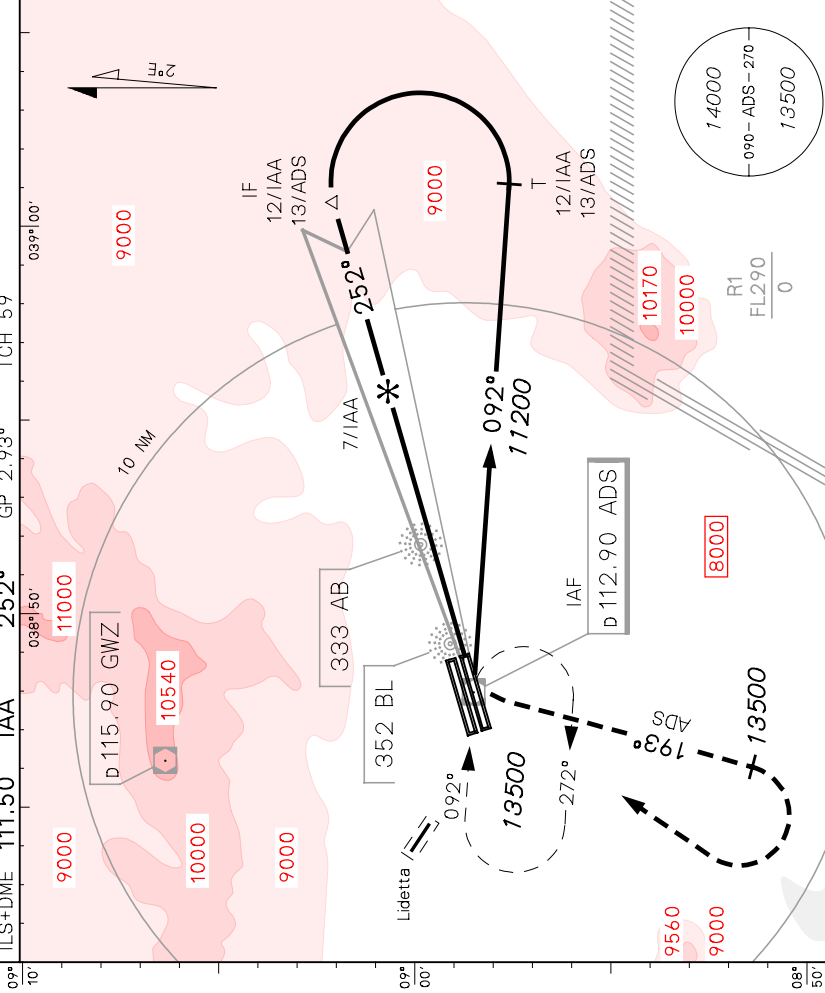 ILS+DME 111.50 IAA 252° GP 2.93° TCH 59
2°E
14000
090-ADS-270
13500
IF
12/IAA
13/ADS
9000
9000
T
12/IAA
13/ADS
039°00'
252°
10170
10000
R1
FL290
0
10 NM
7/IAA
092°
11200
11000
038°50'
333 AB
352 BL
IAF
D 112.90 ADS
8000
D 115.90 GWZ
10540
092°
13500
272°
193°
ADS
13500
Lidetta
9000
10000
9000
9560
9000
09°
10'
09°
00'
08°
50'